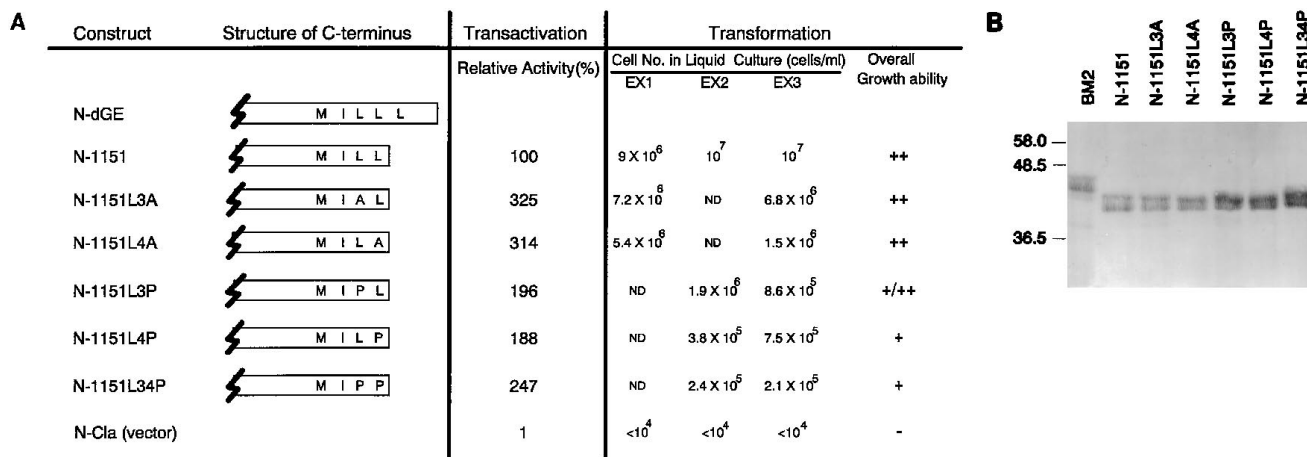 A
Construct Structure of C-terminus Transactivation Transformation
Relative Activity(%) Cell No. in Liquid Culture (cells/ml) Overall
EX1 EX2 EX3 Growth ability
N-dGE M I L L L
N-1151 M I L L 100 9 X 10^6 10^7 10^7 ++
N-1151L3A M I A L 325 7.2 X 10^6 ND 6.8 X 10^6 ++
N-1151L4A M I L A 314 5.4 X 10^6 ND 1.5 X 10^6 ++
N-1151L3P M I P L 196 ND 1.9 X 10^6 8.6 X 10^5 +/++
N-1151L4P M I L P 188 ND 3.8 X 10^5 7.5 X 10^5 +
N-1151L34P M I P P 247 ND 2.4 X 10^5 2.1 X 10^5 +
N-Cla (vector) 1 <10^4 <10^4 <10^4 -
B
BM2
N-1151
N-1151L3A
N-1151L4A
N-1151L3P
N-1151L4P
N-1151L34P
58.0
48.5
36.5